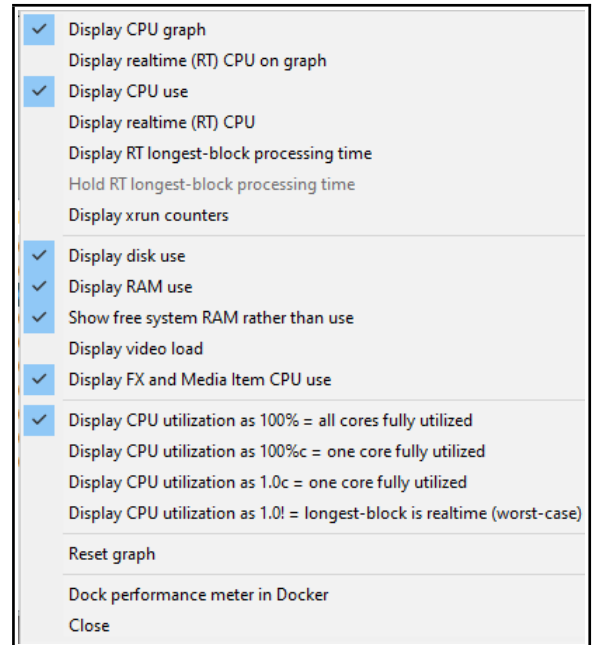 Display CPU graph
Display realtime (RT) CPU on graph
Display CPU use
Display realtime (RT) CPU
Display RT longest-block processing time
Hold RT longest-block processing time
Display xrun counters
Display disk use
Display RAM use
Show free system RAM rather than use
Display video load
Display FX and Media Item CPU use
Display CPU utilization as 100% = all cores fully utilized
Display CPU utilization as 100%c = one core fully utilized
Display CPU utilization as 1.0c = one core fully utilized
Display CPU utilization as 1.0! = longest-block is realtime (worst-case)
Reset graph
Dock performance meter in Docker
Close